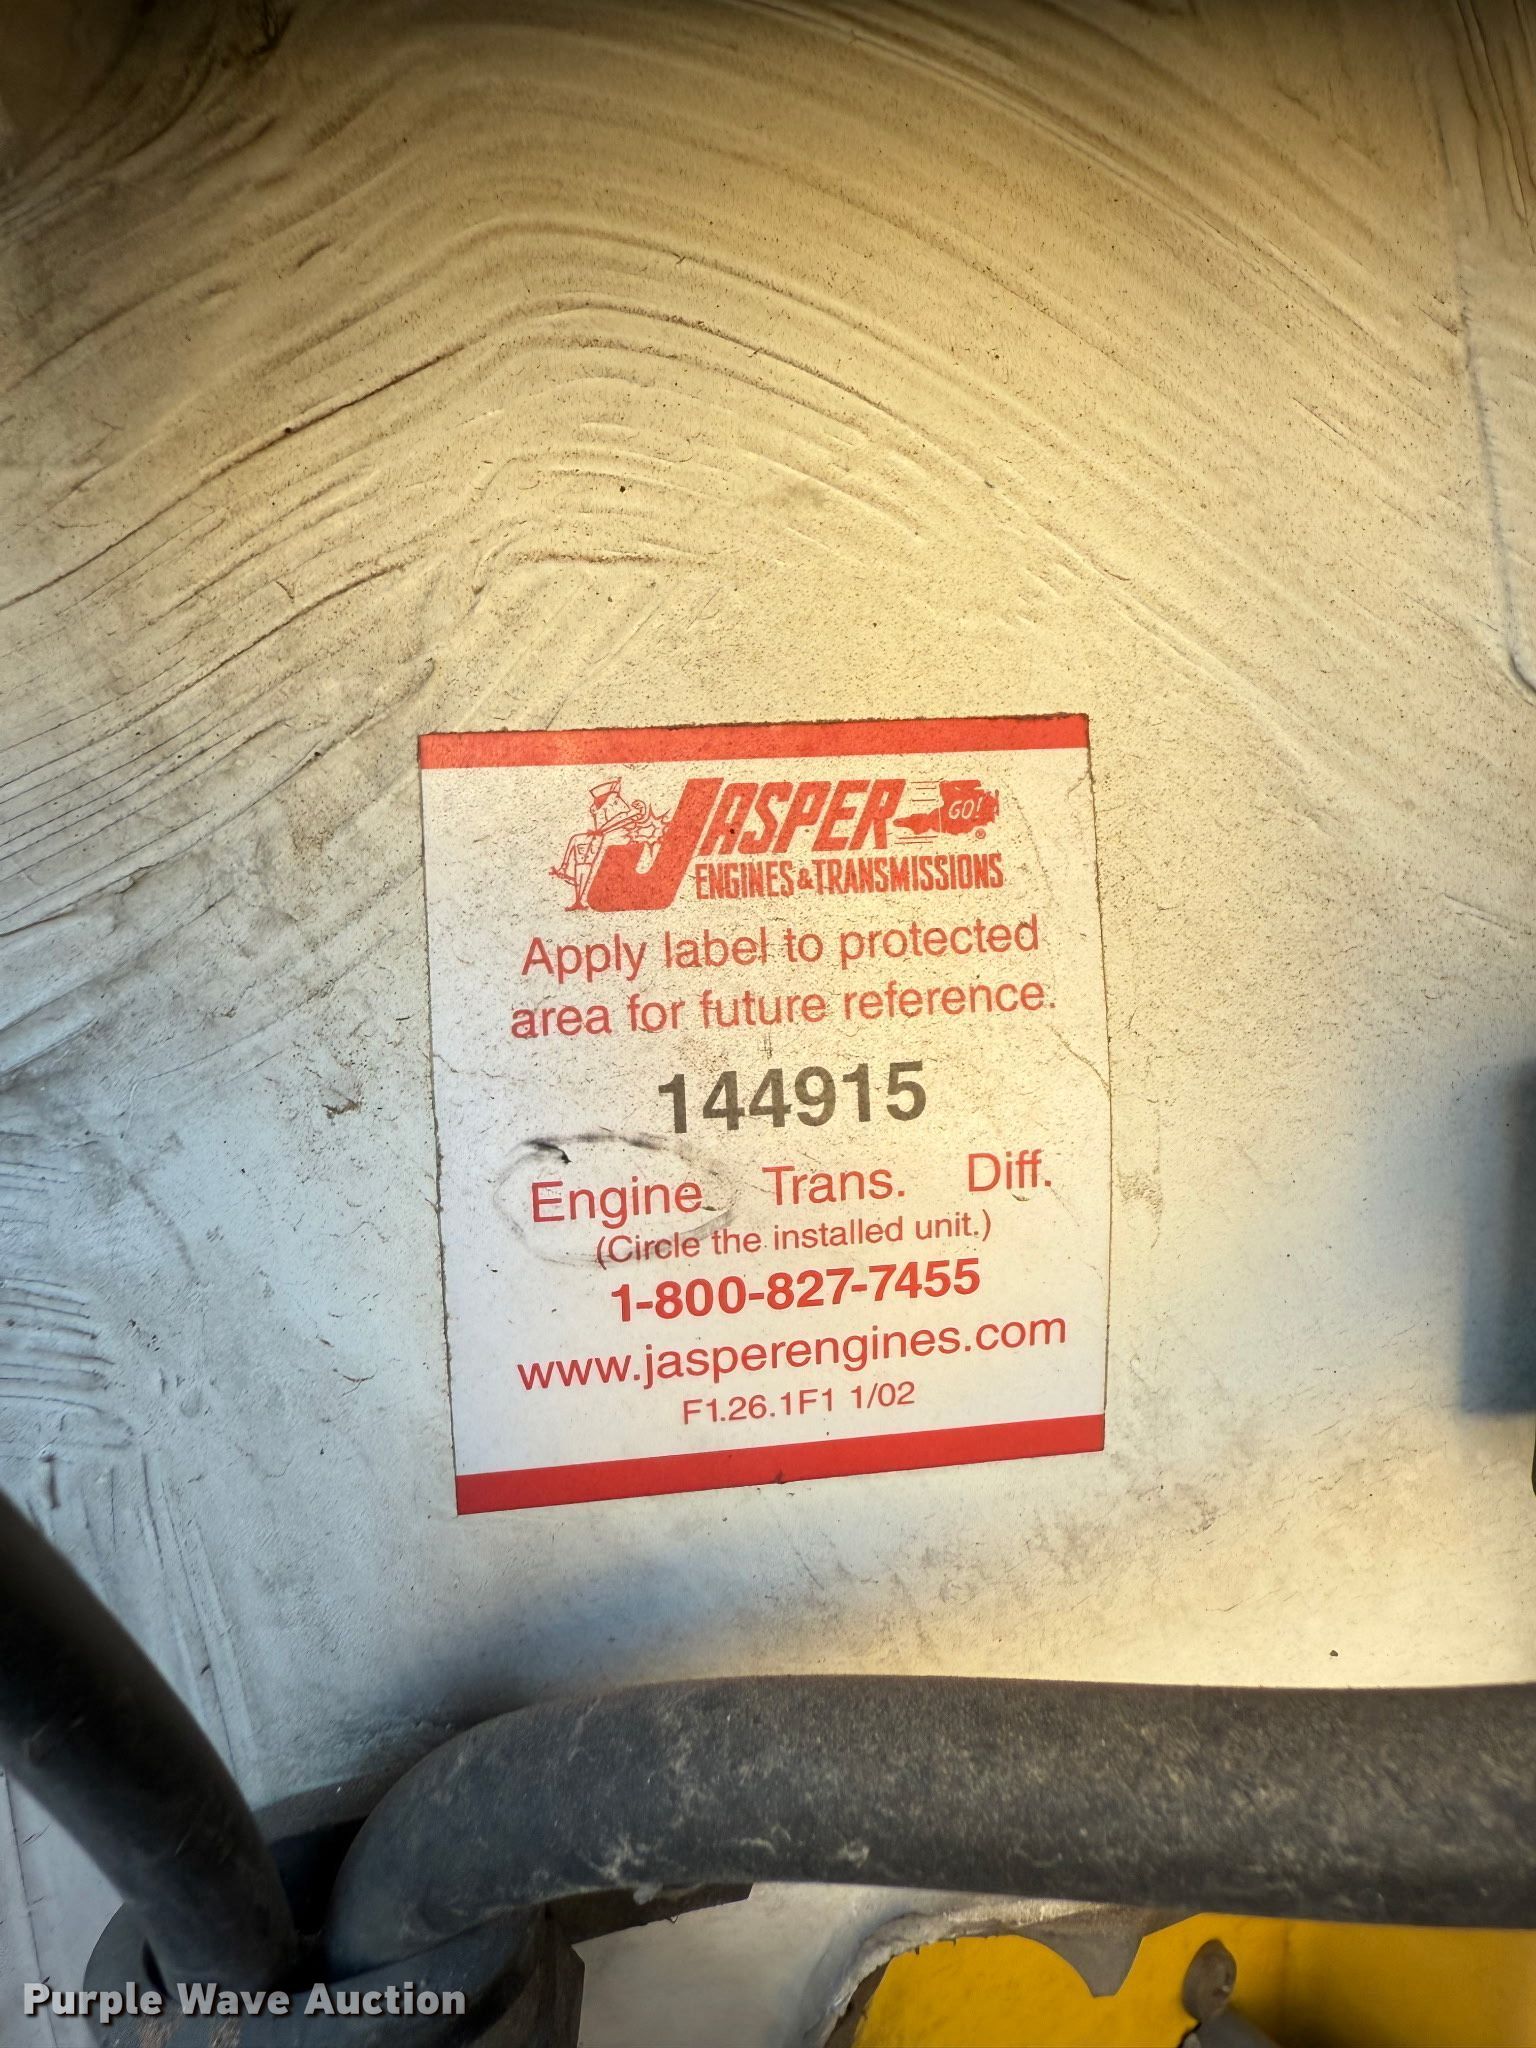 JASPER GO!®
ENGINES & TRANSMISSIONS
Apply label to protected
area for future reference.
144915
Engine Trans. Diff.
(Circle the installed unit.)
1-800-827-7455
www.jasperengines.com
F1.26.1F1 1/02
Purple Wave Auction